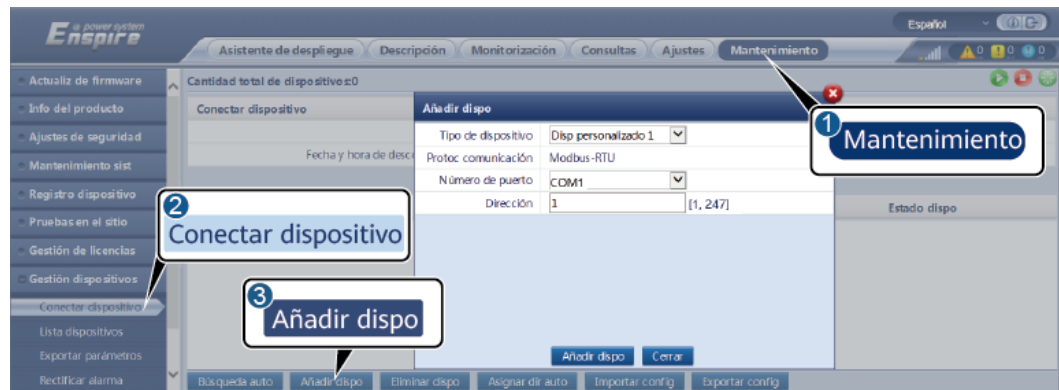 e power system
Enspire
Español
Asistente de despliegue
Descripción
Monitorización
Consultas
Ajustes
Mantenimiento
0
0
0
Actualiz de firmware
Info del producto
Ajustes de seguridad
Mantenimiento sist
Registro dispositivo
Pruebas en el sitio
Gestión de licencias
Gestión dispositivos
Conectar dispositivo
Lista dispositivos
Exportar parámetros
Rectificar alarma
Cantidad total de dispositivos:0
Conectar dispositivo
Fecha y hora de desc
Estado dispo
Añadir dispo
Tipo de dispositivo Disp personalizado 1
Protoc comunicación Modbus-RTU
Número de puerto COM1
Dirección 1 [1, 247]
Añadir dispo
Cerrar
1
Mantenimiento
2
Conectar dispositivo
3
Añadir dispo
Búsqueda auto
Añadir dispo
Eliminar dispo
Asignar dir auto
Importar config
Exportar config